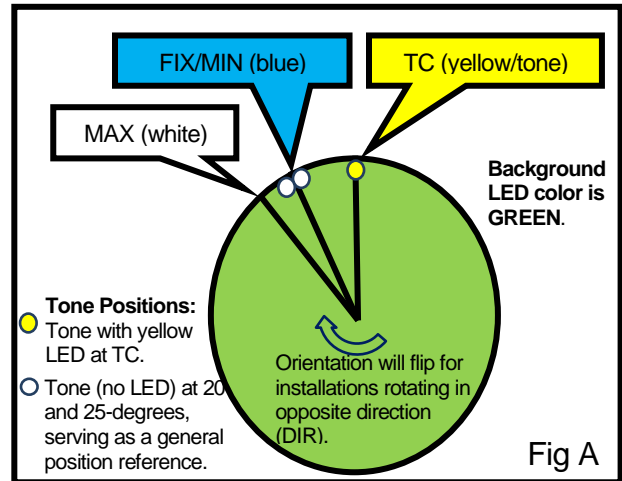 FIX/MIN (blue)
TC (yellow/tone)
MAX (white)
Background
LED color is
GREEN.
Tone Positions:
Tone with yellow
LED at TC.
Tone (no LED) at 20
and 25-degrees,
serving as a general
position reference.
Orientation will flip for
installations rotating in
opposite direction
(DIR).
Fig A